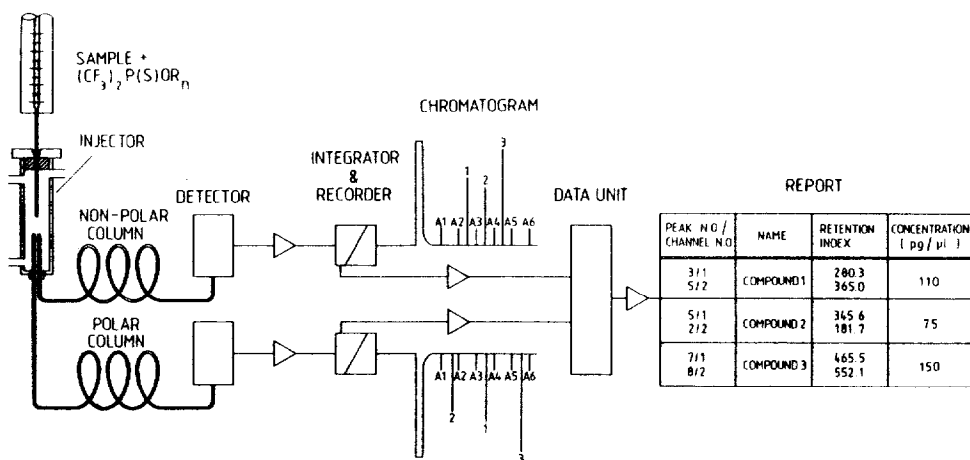 SAMPLE +
(CF3)2 P(S)ORn
INJECTOR
NON-POLAR
COLUMN
POLAR
COLUMN
DETECTOR
INTEGRATOR
&
RECORDER
CHROMATOGRAM
1
2
3
A1 A2 A3 A4 A5 A6
A1 A2 A3 A4 A5 A6
2
1
3
DATA UNIT
REPORT
PEAK N.O / CHANNEL N.O
NAME
RETENTION INDEX
CONCENTRATION ( pg / µl )
3/1
5/2
COMPOUND 1
280.3
365.0
110
5/1
2/2
COMPOUND 2
345.6
181.7
75
7/1
8/2
COMPOUND 3
465.5
552.1
150